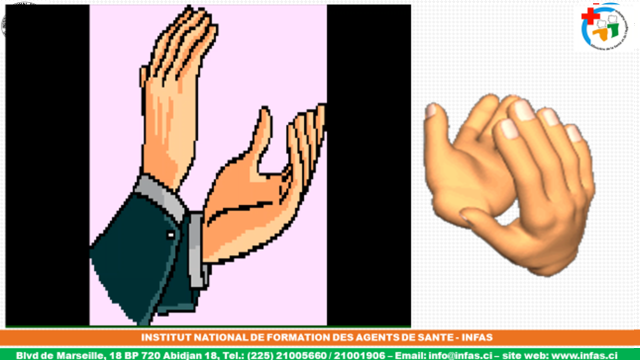 INSTITUT NATIONAL DE FORMATION DES AGENTS DE SANTE - INFAS
Blvd de Marseille, 18 BP 720 Abidjan 18, Tel.: (225) 21005660 / 21001906 – Email: info@infas.ci – site web: www.infas.ci